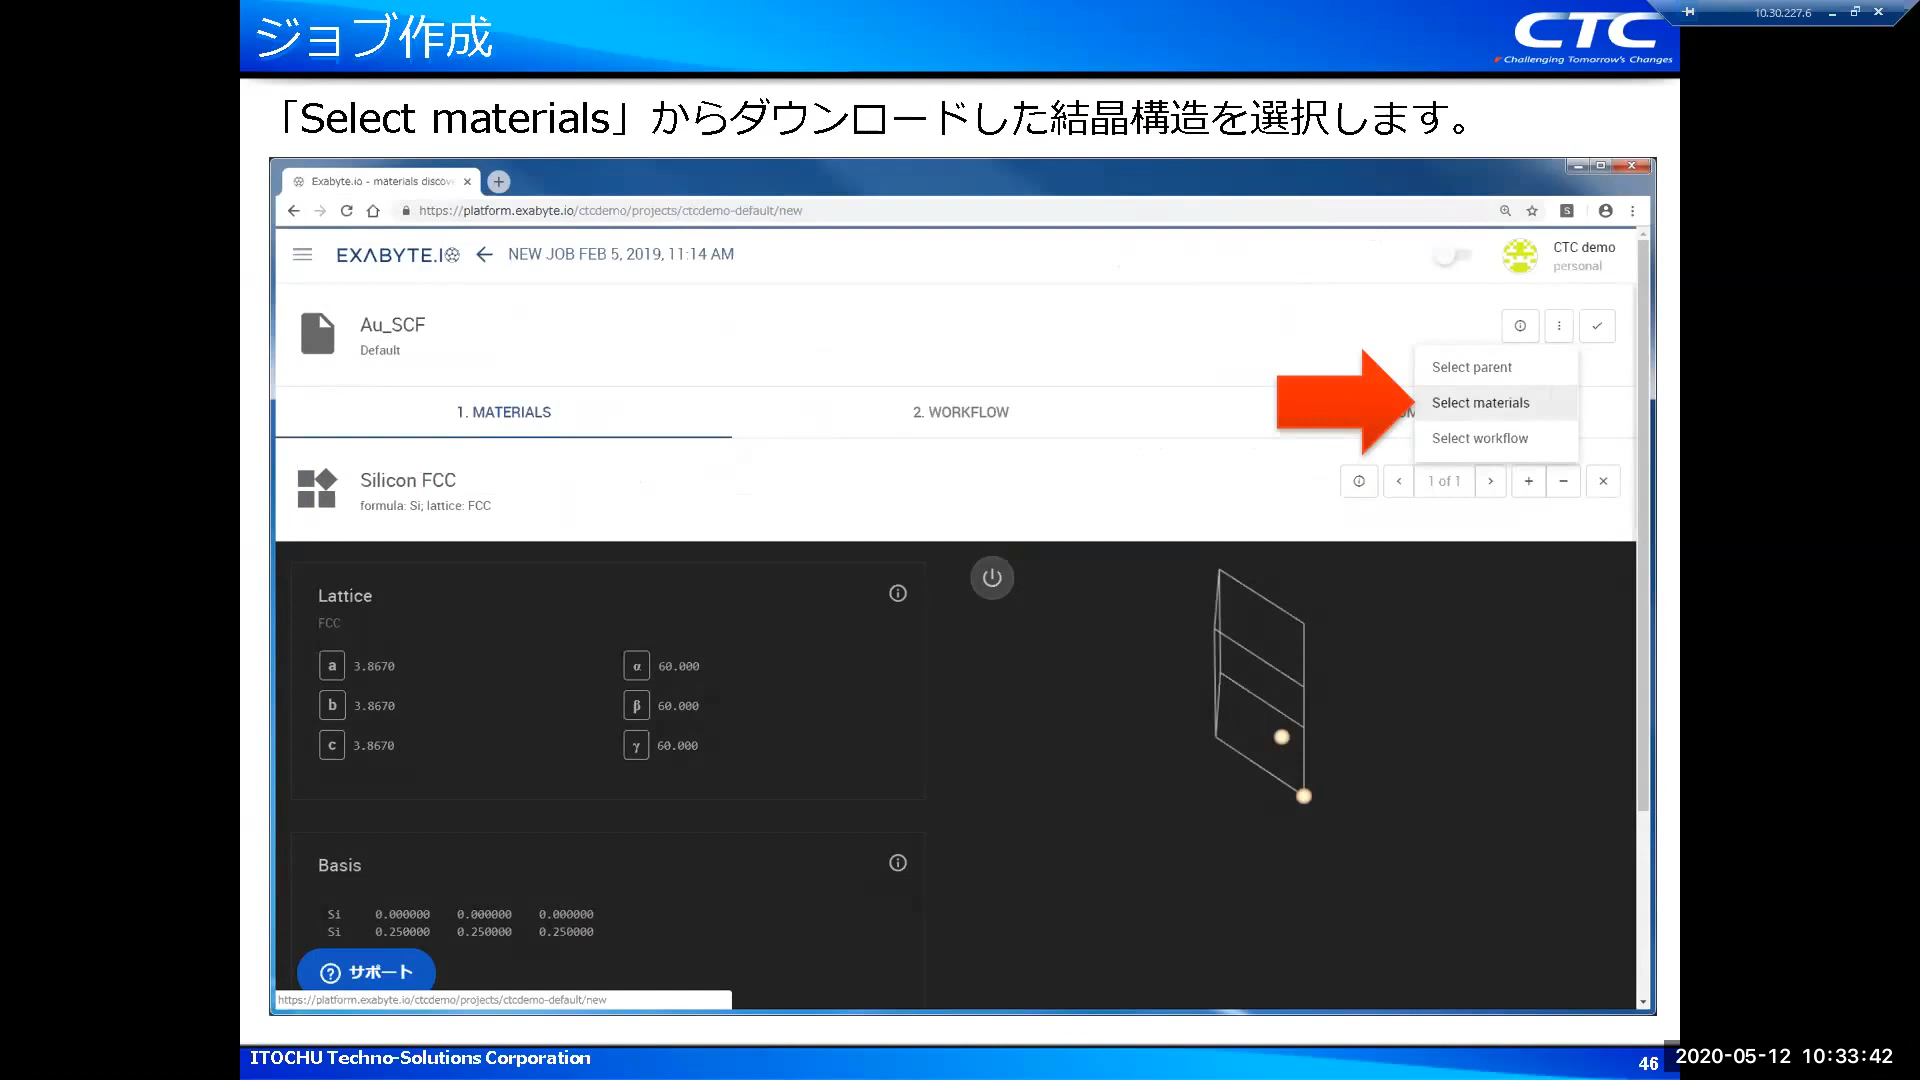 ジョブ作成
CTC
Challenging Tomorrow's Changes
10.30.227.6
「Select materials」からダウンロードした結晶構造を選択します。
Exabyte.io - materials discov
https://platform.exabyte.io/ctcdemo/projects/ctcdemo-default/new
EXABYTE.IO
NEW JOB FEB 5, 2019, 11:14 AM
CTC demo
personal
Au_SCF
Default
Select parent
Select materials
Select workflow
1. MATERIALS
2. WORKFLOW
Silicon FCC
formula: Si; lattice: FCC
1 of 1
Lattice
FCC
a 3.8670 α 60.000
b 3.8670 β 60.000
c 3.8670 γ 60.000
Basis
Si 0.000000 0.000000 0.000000
Si 0.250000 0.250000 0.250000
サポート
https://platform.exabyte.io/ctcdemo/projects/ctcdemo-default/new
ITOCHU Techno-Solutions Corporation
46
2020-05-12 10:33:42